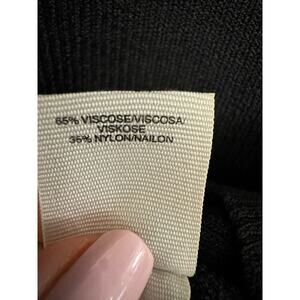 65% VISCOSE/VISCOSA/
VISKOSE
35% NYLON/NAILON